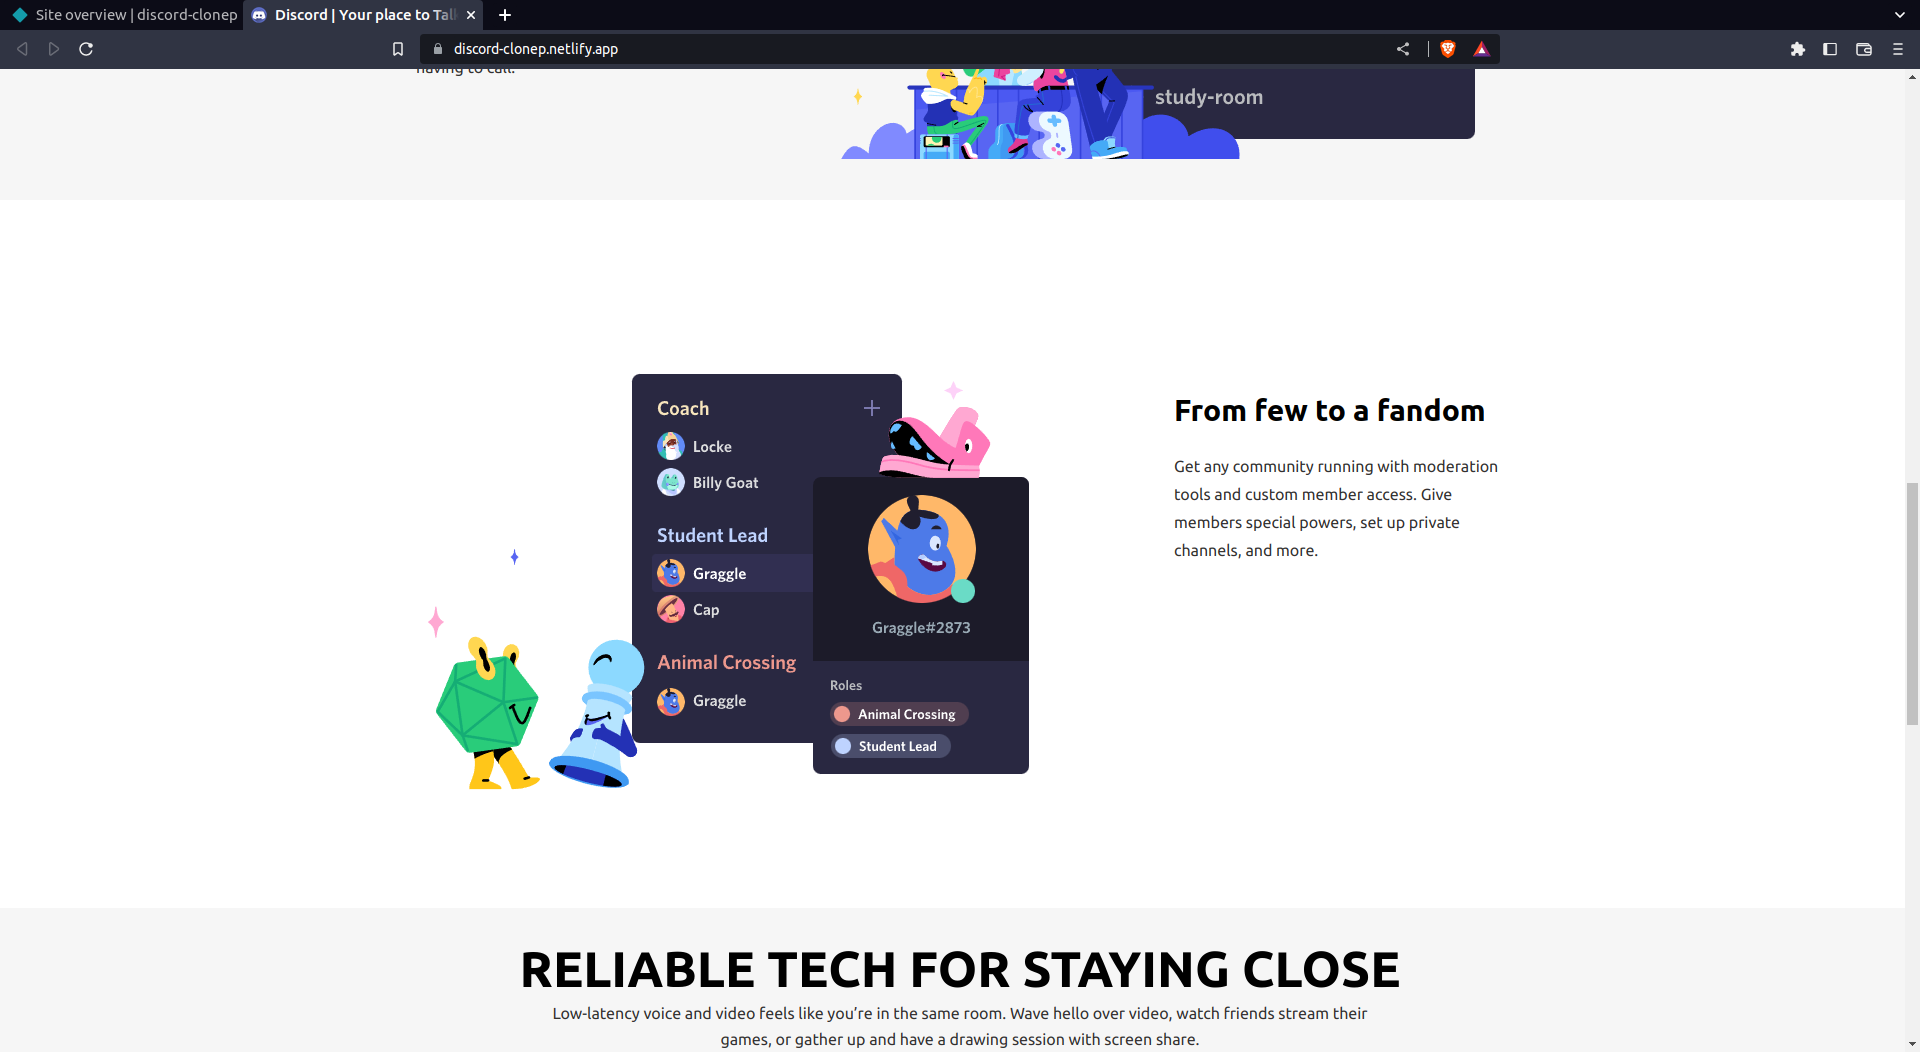 Site overview | discord-clonep
Discord | Your place to Tal
discord-clonep.netlify.app
having to call.
study-room
Coach
Locke
Billy Goat
Student Lead
Graggle
Cap
Animal Crossing
Graggle
Graggle#2873
Roles
Animal Crossing
Student Lead
From few to a fandom
Get any community running with moderation
tools and custom member access. Give
members special powers, set up private
channels, and more.
RELIABLE TECH FOR STAYING CLOSE
Low-latency voice and video feels like you’re in the same room. Wave hello over video, watch friends stream their
games, or gather up and have a drawing session with screen share.